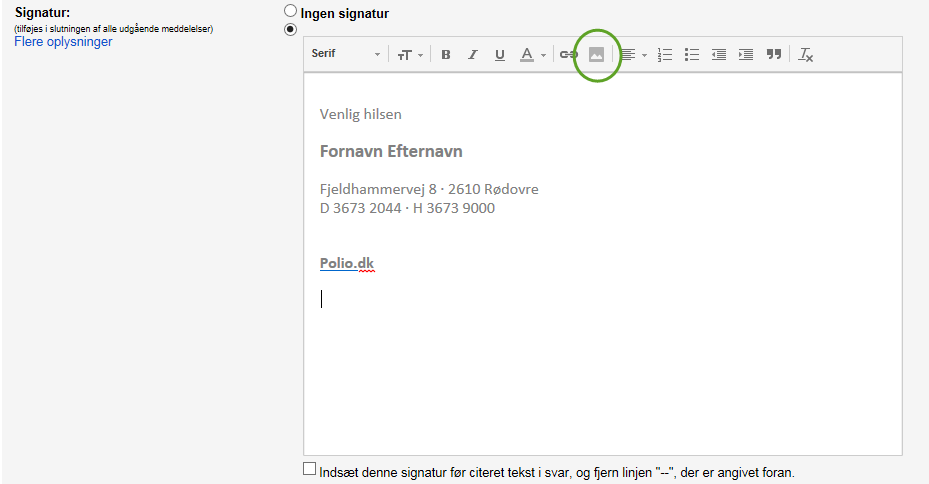 Signatur:
(tilføjes i slutningen af alle udgående meddelelser)
Flere oplysninger
Ingen signatur
Serif
Venlig hilsen
Fornavn Efternavn
Fjeldhammervej 8 · 2610 Rødovre
D 3673 2044 · H 3673 9000
Polio.dk
Indsæt denne signatur før citeret tekst i svar, og fjern linjen "--", der er angivet foran.